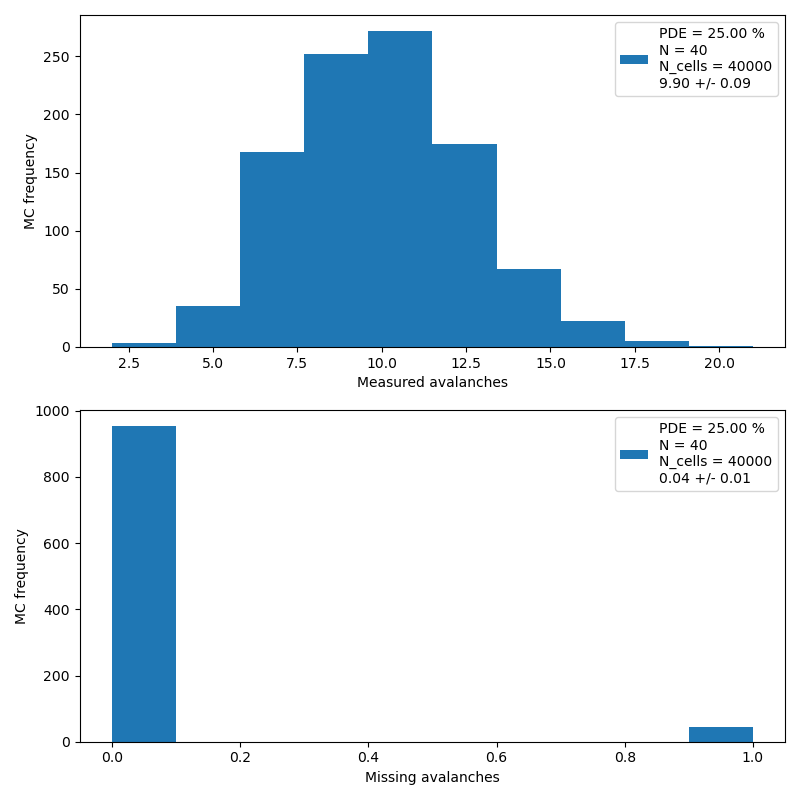 PDE = 25.00 %
N = 40
N_cells = 40000
9.90 +/- 0.09
MC frequency
250
200
150
100
50
0
2.5 5.0 7.5 10.0 12.5 15.0 17.5 20.0
Measured avalanches
PDE = 25.00 %
N = 40
N_cells = 40000
0.04 +/- 0.01
MC frequency
1000
800
600
400
200
0
0.0 0.2 0.4 0.6 0.8 1.0
Missing avalanches